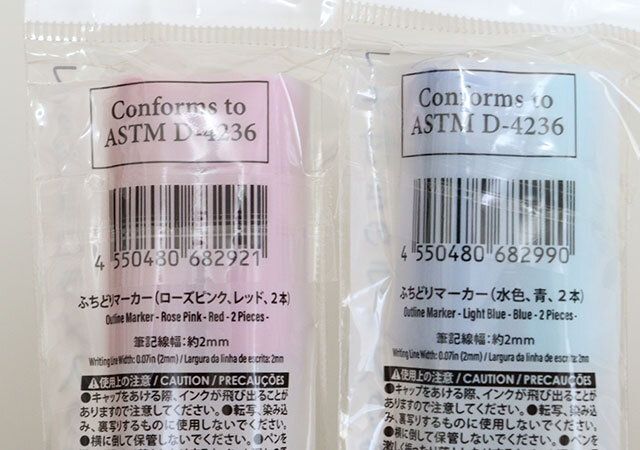 Conforms to
ASTM D-4236
4 550480 682921
ふちどりマーカー(ローズピンク、レッド、2本)
Outline Marker - Rose Pink - Red - 2 Pieces -
筆記線幅:約2mm
Writing Line Width: 0.07in (2mm) / Largura da linha de escrita: 2mm
使用上の注意 / CAUTION / PRECAUÇÕES
●キャップをあける際、インクが飛び出ることが
ありますので注意してください。●転写、染み込
み、裏写りするものに使用しないでください。
●横に倒して保管しないでください。●ペンを
Conforms to
ASTM D-4236
4 550480 682990
ふちどりマーカー(水色、青、2本)
Outline Marker - Light Blue - Blue - 2 Pieces -
筆記線幅:約2mm
Writing Line Width: 0.07in (2mm) / Largura da linha de escrita: 2mm
使用上の注意 / CAUTION / PRECAUÇÕES
●キャップをあける際、インクが飛び出ることが
ありますので注意してください。●転写、染み込
み、裏写りするものに使用しないでください。
●横に倒して保管しないでください。●ペンを